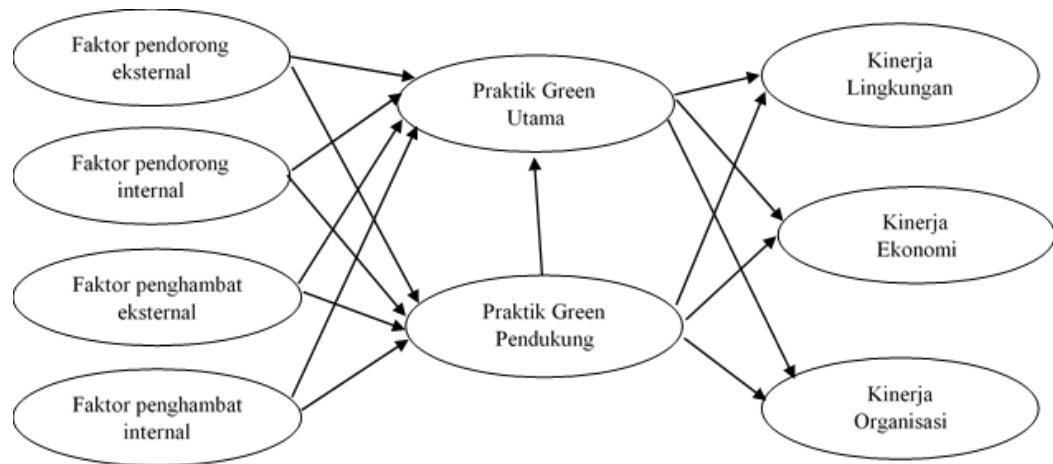 Faktor pendorong
eksternal
Faktor pendorong
internal
Faktor penghambat
eksternal
Faktor penghambat
internal
Praktik Green
Utama
Praktik Green
Pendukung
Kinerja
Lingkungan
Kinerja
Ekonomi
Kinerja
Organisasi